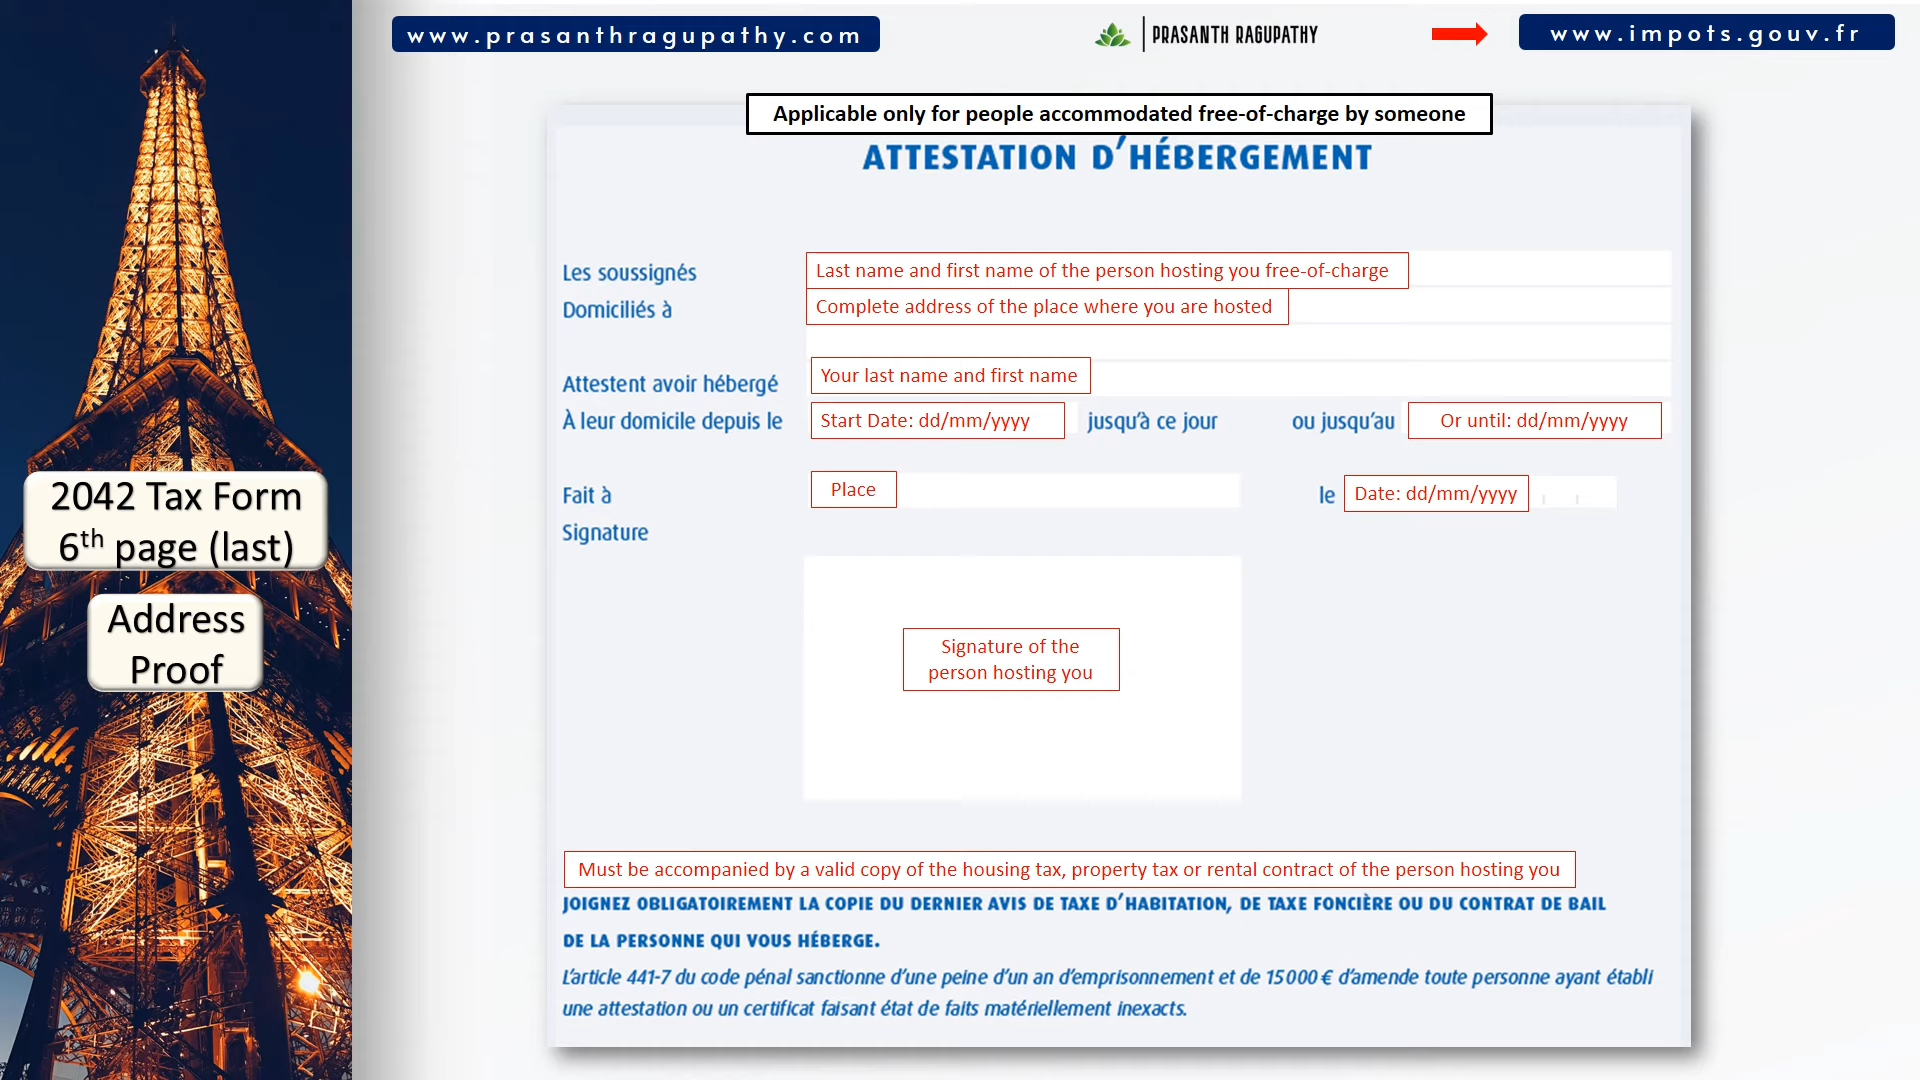 www.prasanthragupathy.com
PRASANTH RAGUPATHY
www.impots.gouv.fr
Applicable only for people accommodated free-of-charge by someone
ATTESTATION D'HÉBERGEMENT
Les soussignés Last name and first name of the person hosting you free-of-charge
Domiciliés à Complete address of the place where you are hosted
Attestent avoir hébergé Your last name and first name
À leur domicile depuis le Start Date: dd/mm/yyyy jusqu'à ce jour ou jusqu'au Or until: dd/mm/yyyy
Fait à Place le Date: dd/mm/yyyy
Signature
Signature of the
person hosting you
2042 Tax Form
6th page (last)
Address
Proof
Must be accompanied by a valid copy of the housing tax, property tax or rental contract of the person hosting you
JOIGNEZ OBLIGATOIREMENT LA COPIE DU DERNIER AVIS DE TAXE D'HABITATION, DE TAXE FONCIÈRE OU DU CONTRAT DE BAIL
DE LA PERSONNE QUI VOUS HÉBERGE.
L'article 441-7 du code pénal sanctionne d'une peine d'un an d'emprisonnement et de 15 000 € d'amende toute personne ayant établi
une attestation ou un certificat faisant état de faits matériellement inexacts.